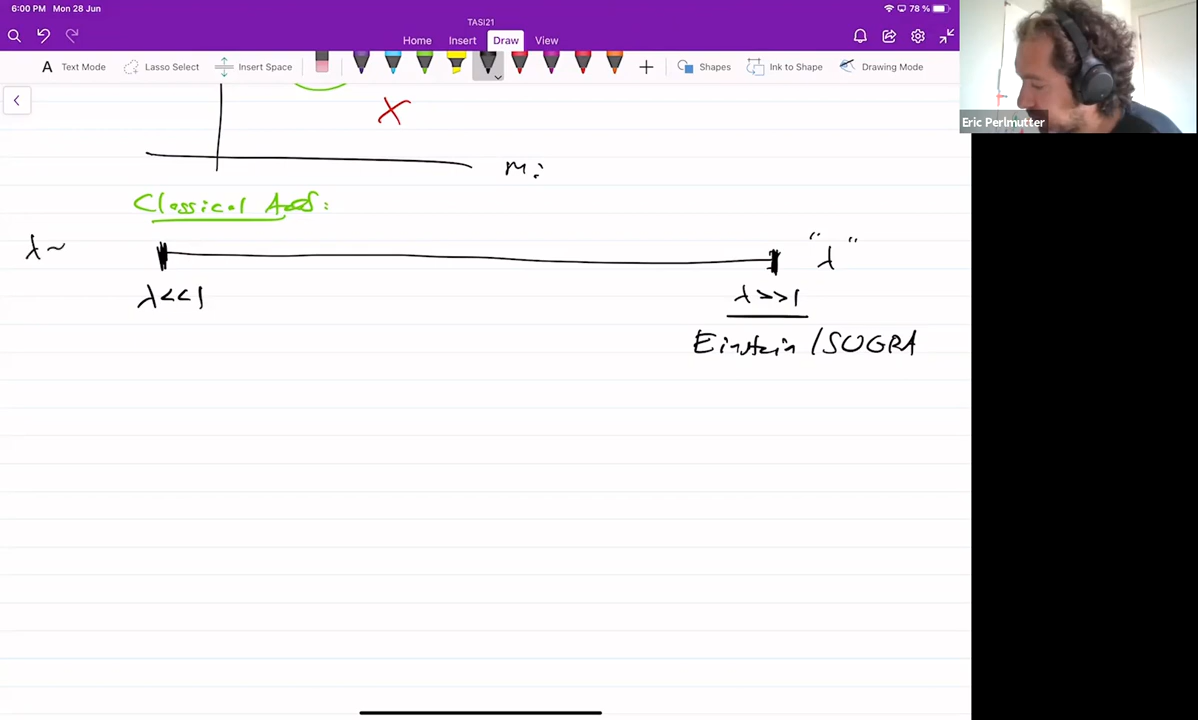 6:00 PM Mon 28 Jun
78 %
TASI21
Home Insert Draw View
A Text Mode Lasso Select Insert Space Shapes Ink to Shape Drawing Mode
Eric Perlmutter
X
Classical AdS:
λ~
"λ"
λ<<1
λ>>1
Einstein /SUGRA